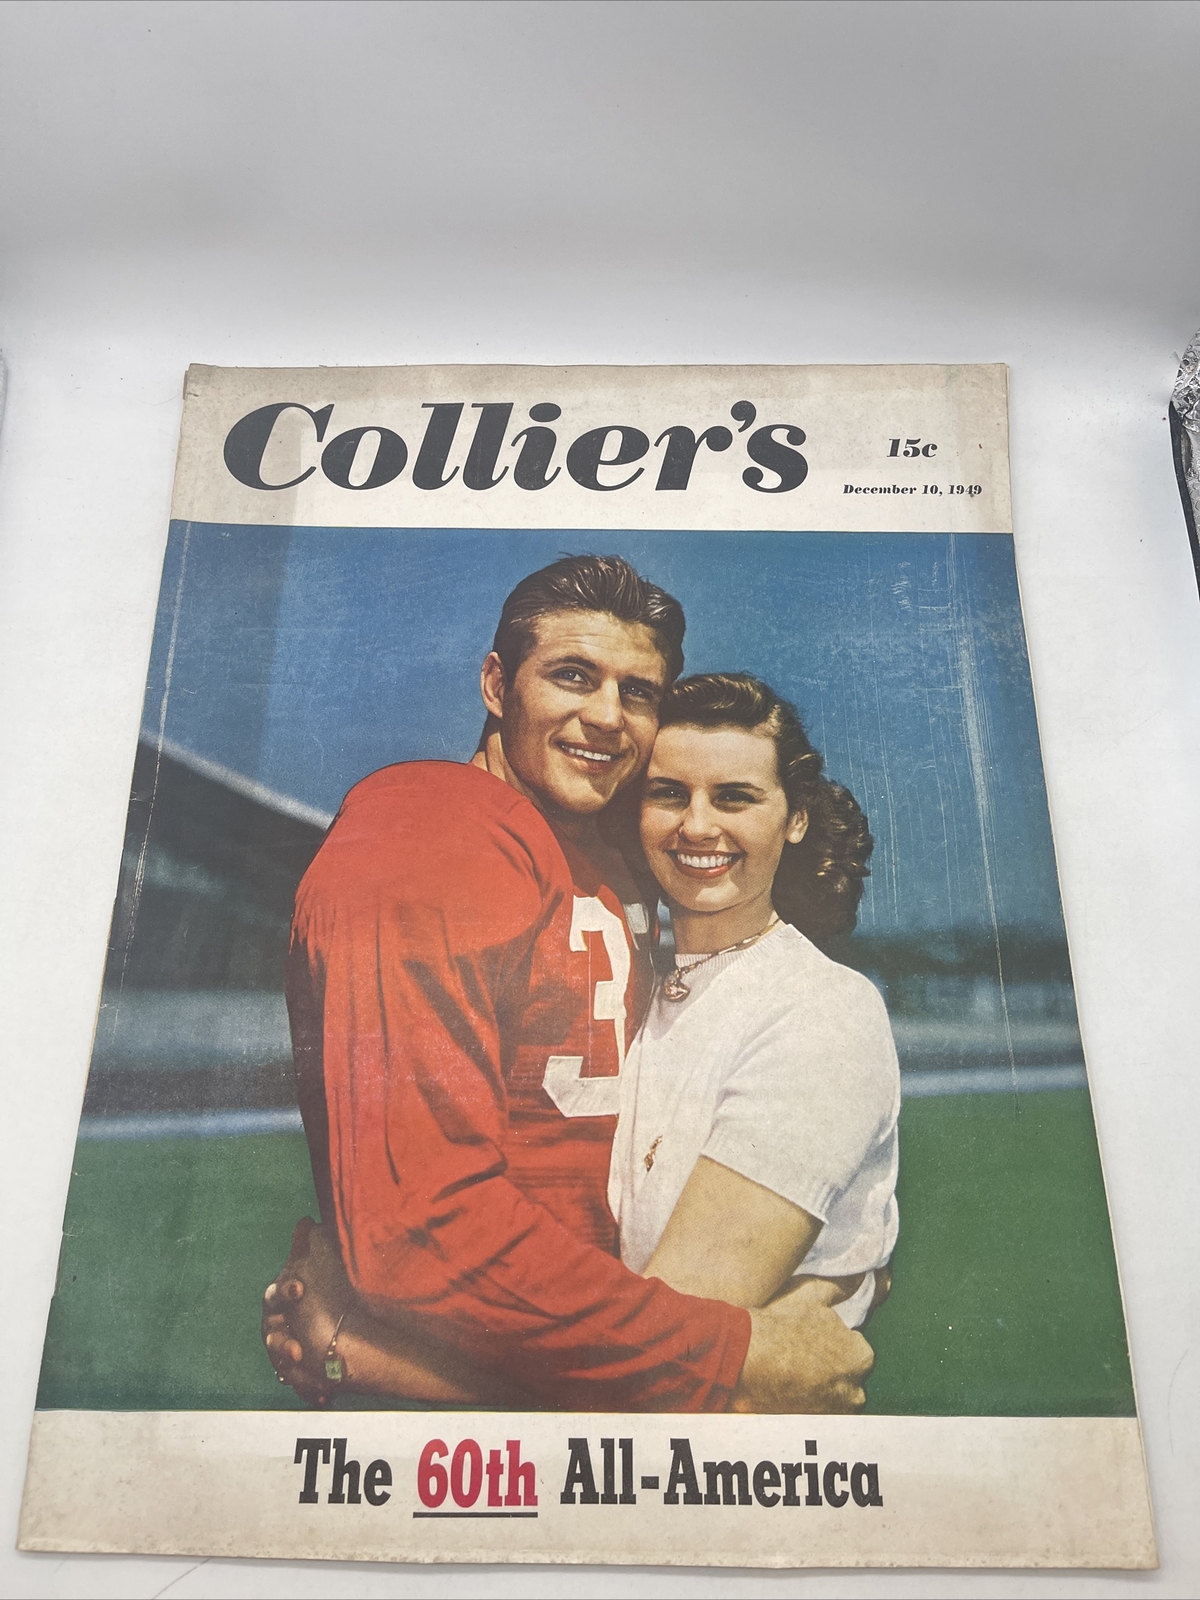 Collier's
15c
December 10, 1949
3
The 60th All-America